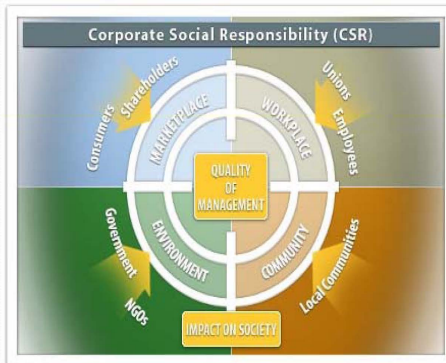 Corporate Social Responsibility (CSR)
Consumers
Shareholders
MARKETPLACE
WORKPLACE
Unions
Employees
QUALITY
OF
MANAGEMENT
Government
NGOs
ENVIRONMENT
COMMUNITY
Local Communities
IMPACT ON SOCIETY